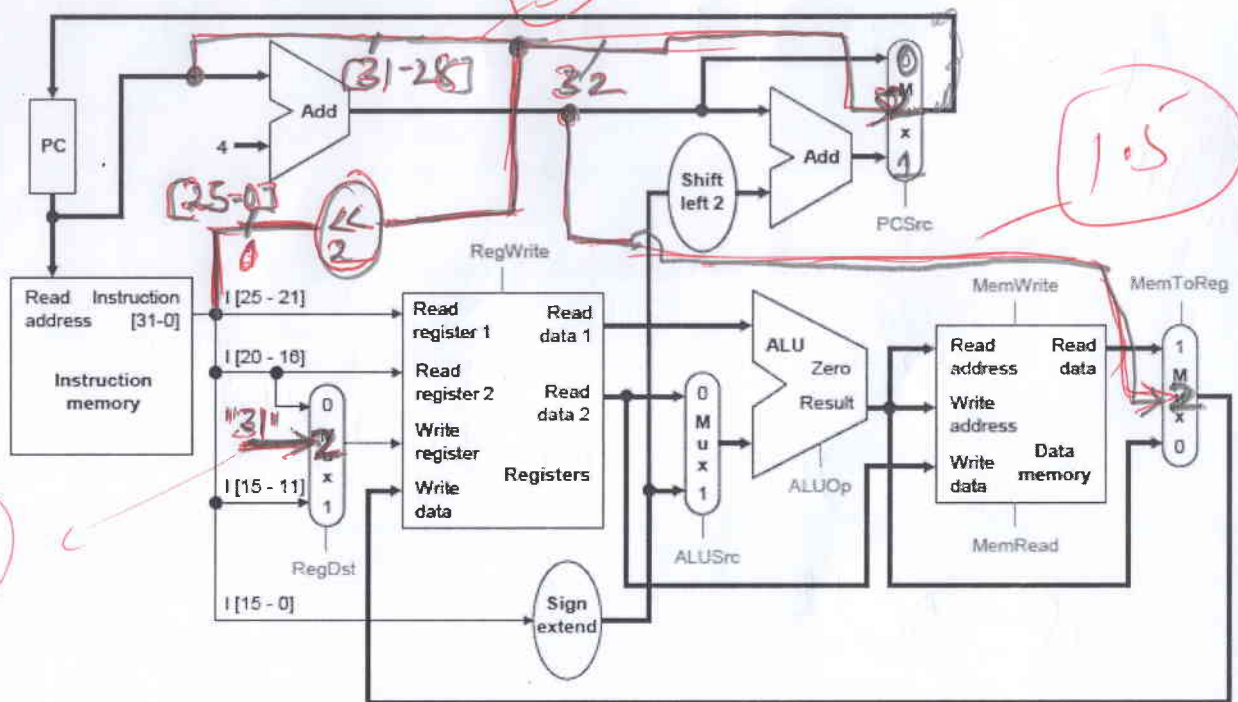 [31-28]
32
0
M
x
1
Add
PC
4
Add
1.5
[25-0]
<<
2
Shift
left 2
PCSrc
RegWrite
MemWrite
MemToReg
Read address
Instruction [31-0]
Instruction memory
I [25 - 21]
I [20 - 16]
"31"
I [15 - 11]
I [15 - 0]
0
2
x
1
RegDst
Read register 1
Read register 2
Write register
Write data
Read data 1
Read data 2
Registers
Sign extend
0
M
u
x
1
ALUSrc
ALU
Zero
Result
ALUOp
Read address
Write address
Write data
Read data
Data memory
MemRead
1
M
2
x
0